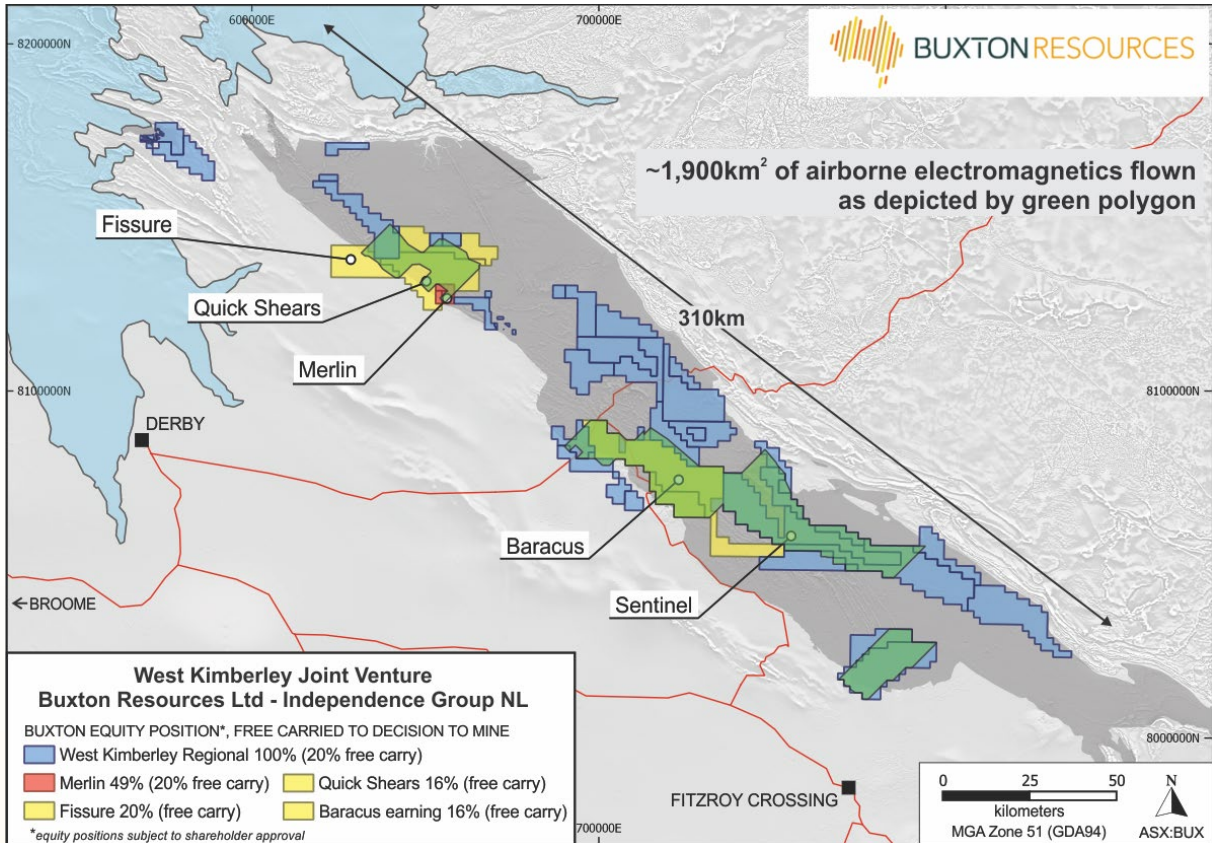 600000E
700000E
8200000N
BUXTON RESOURCES
~1,900km² of airborne electromagnetics flown
as depicted by green polygon
Fissure
Quick Shears
310km
Merlin
8100000N
8100000N
DERBY
Baracus
Sentinel
←BROOME
West Kimberley Joint Venture
Buxton Resources Ltd - Independence Group NL
BUXTON EQUITY POSITION*, FREE CARRIED TO DECISION TO MINE
West Kimberley Regional 100% (20% free carry)
Merlin 49% (20% free carry)
Quick Shears 16% (free carry)
Fissure 20% (free carry)
Baracus earning 16% (free carry)
*equity positions subject to shareholder approval
8000000N
FITZROY CROSSING
700000E
0 25 50
kilometers
MGA Zone 51 (GDA94)
N
ASX:BUX